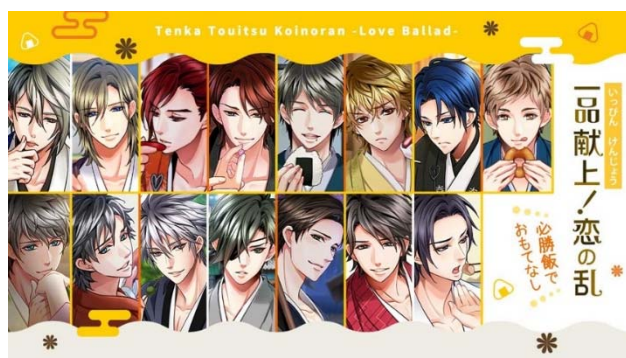 Tenka Touitsu Koinoran -Love Ballad-
いっぴん けんじょう
一品献上！恋の乱
必勝飯で
おもてなし